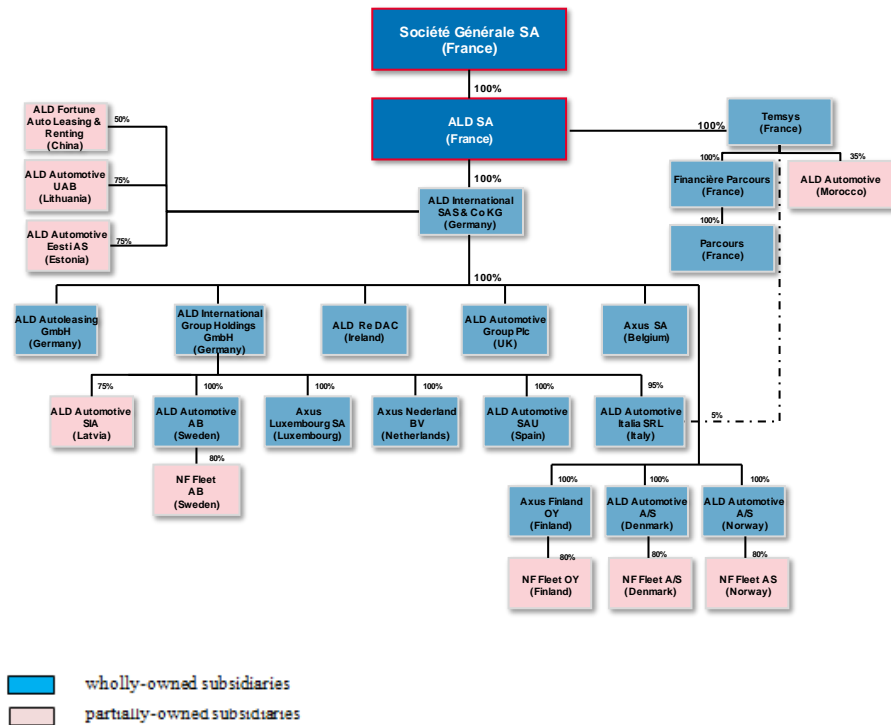 Société Générale SA
(France)
100%
ALD SA
(France)
100%
100%
Temsys
(France)
ALD Fortune
Auto Leasing &
Renting
(China)
50%
ALD Automotive
UAB
(Lithuania)
75%
ALD Automotive
Eesti AS
(Estonia)
75%
ALD International
SAS & Co KG
(Germany)
100%
Financière Parcours
(France)
35%
ALD Automotive
(Morocco)
100%
Parcours
(France)
100%
ALD Autoleasing
GmbH
(Germany)
ALD International
Group Holdings
GmbH
(Germany)
ALD Re DAC
(Ireland)
ALD Automotive
Group Plc
(UK)
Axus SA
(Belgium)
75%
ALD Automotive
SIA
(Latvia)
100%
ALD Automotive
AB
(Sweden)
100%
Axus
Luxembourg SA
(Luxembourg)
100%
Axus Nederland
BV
(Netherlands)
100%
ALD Automotive
SAU
(Spain)
95%
ALD Automotive
Italia SRL
(Italy)
5%
80%
NF Fleet
AB
(Sweden)
100%
Axus Finland
OY
(Finland)
100%
ALD Automotive
A/S
(Denmark)
100%
ALD Automotive
A/S
(Norway)
80%
NF Fleet OY
(Finland)
80%
NF Fleet A/S
(Denmark)
80%
NF Fleet AS
(Norway)
wholly-owned subsidiaries
partially-owned subsidiaries